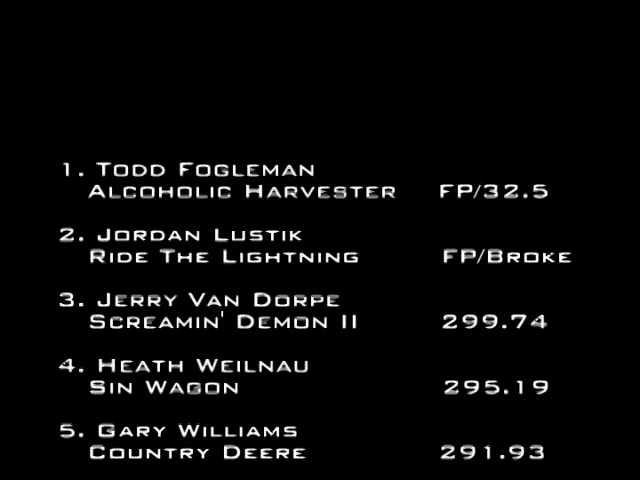 1. Todd Fogleman
Alcoholic Harvester FP/32.5
2. Jordan Lustik
Ride The Lightning FP/Broke
3. Jerry Van Dorpe
Screamin' Demon II 299.74
4. Heath Weilnau
Sin Wagon 295.19
5. Gary Williams
Country Deere 291.93